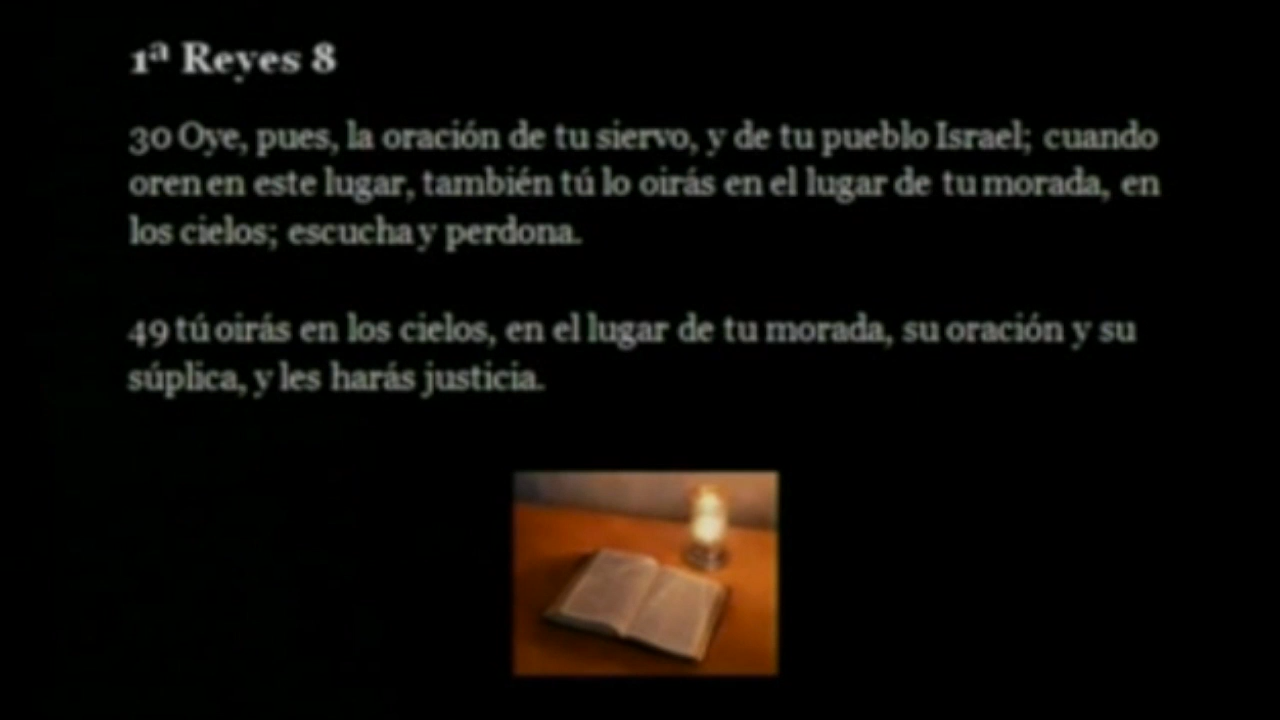 1ª Reyes 8
30 Oye, pues, la oración de tu siervo, y de tu pueblo Israel; cuando
oren en este lugar, también tú lo oirás en el lugar de tu morada, en
los cielos; escucha y perdona.
49 tú oirás en los cielos, en el lugar de tu morada, su oración y su
súplica, y les harás justicia.